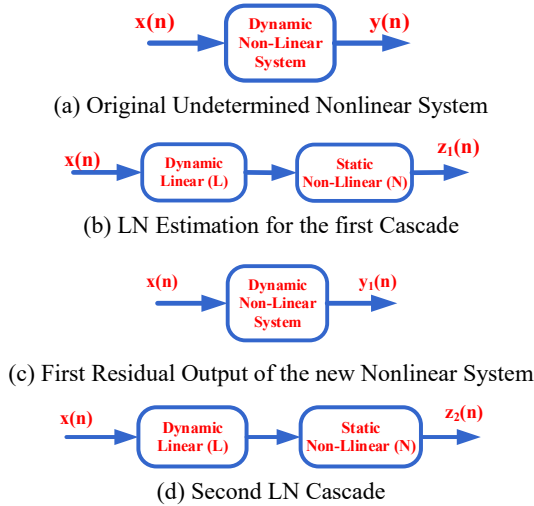 x(n)
Dynamic
Non-Linear
System
y(n)
(a) Original Undetermined Nonlinear System
x(n)
Dynamic
Linear (L)
Static
Non-Llinear (N)
z₁(n)
(b) LN Estimation for the first Cascade
x(n)
Dynamic
Non-Linear
System
y₁(n)
(c) First Residual Output of the new Nonlinear System
x(n)
Dynamic
Linear (L)
Static
Non-Llinear (N)
z₂(n)
(d) Second LN Cascade